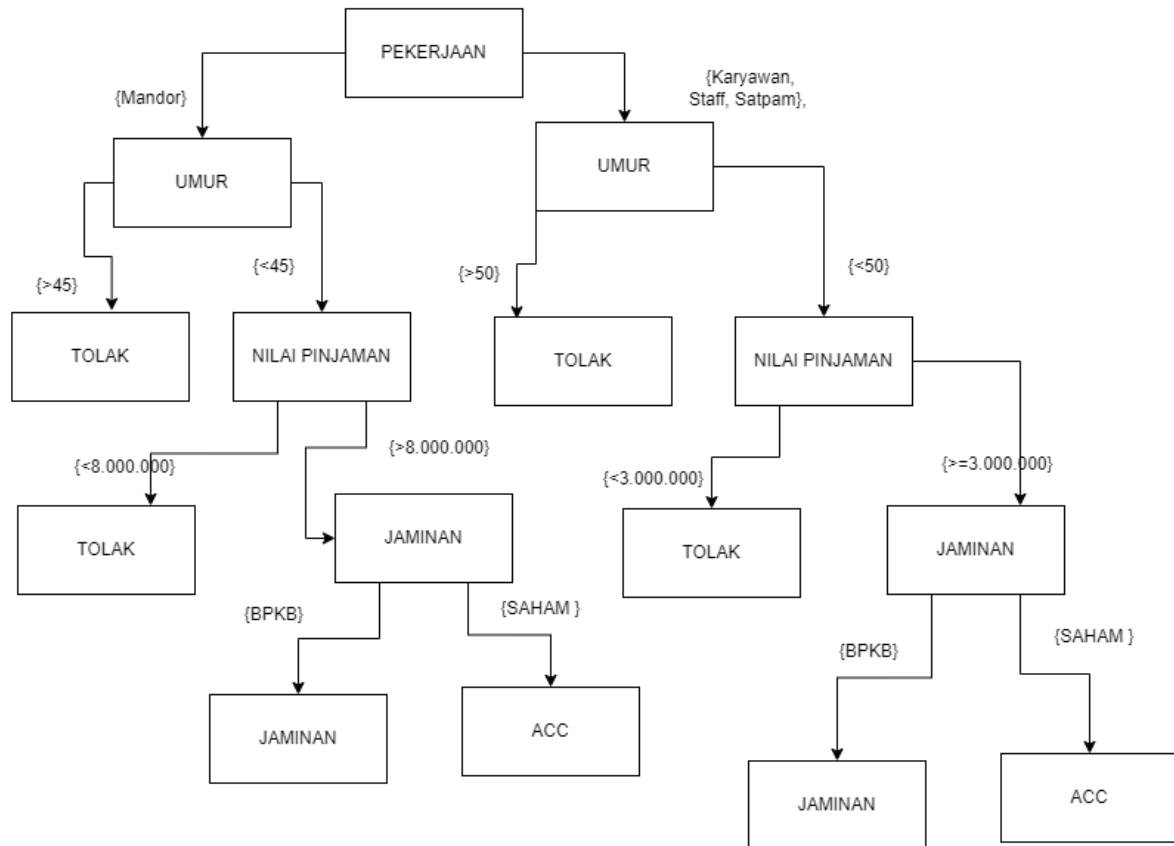 PEKERJAAN
{Mandor}
{Karyawan,
Staff, Satpam},
UMUR
UMUR
{>45}
{<45}
{>50}
{<50}
TOLAK
NILAI PINJAMAN
TOLAK
NILAI PINJAMAN
{<8.000.000}
{>8.000.000}
{<3.000.000}
{>=3.000.000}
TOLAK
JAMINAN
TOLAK
JAMINAN
{BPKB}
{SAHAM }
{BPKB}
{SAHAM }
JAMINAN
ACC
JAMINAN
ACC